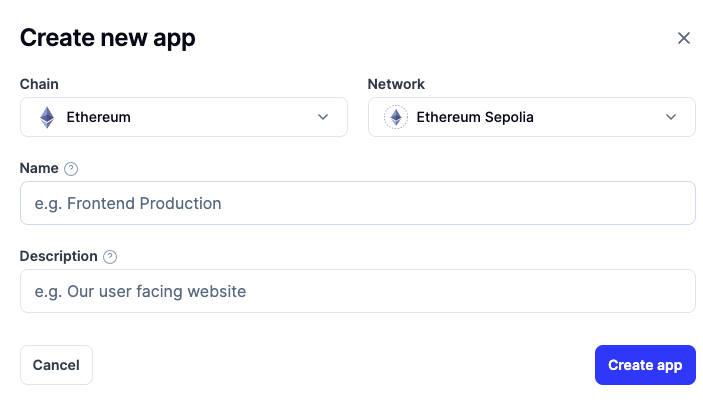 Create new app
Chain Network
Ethereum Ethereum Sepolia
Name
e.g. Frontend Production
Description
e.g. Our user facing website
Cancel Create app